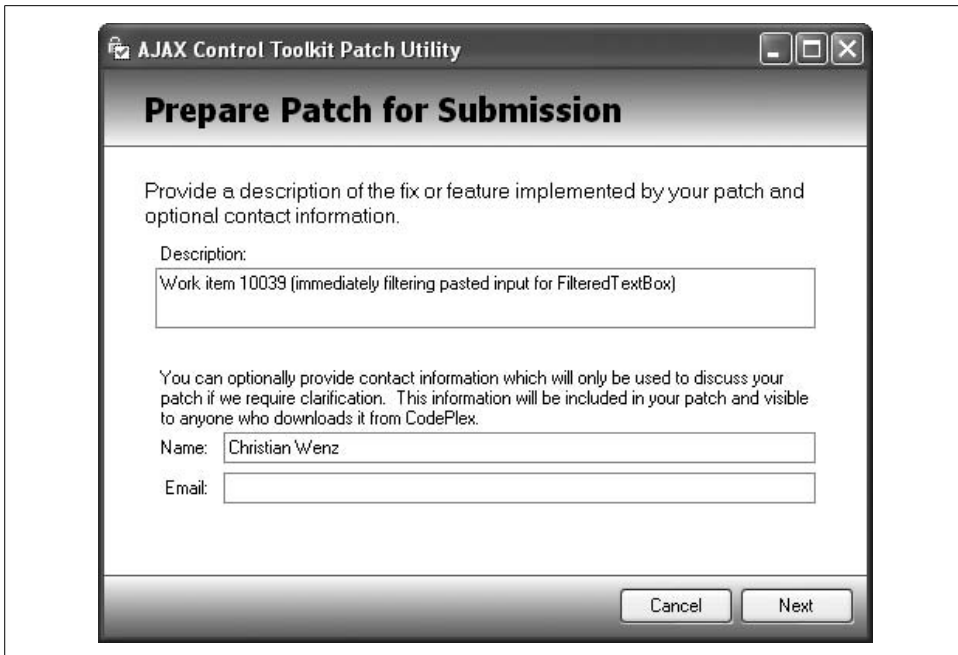 AJAX Control Toolkit Patch Utility
Prepare Patch for Submission
Provide a description of the fix or feature implemented by your patch and
optional contact information.
Description:
Work item 10039 (immediately filtering pasted input for FilteredTextBox)
You can optionally provide contact information which will only be used to discuss your
patch if we require clarification.  This information will be included in your patch and visible
to anyone who downloads it from CodePlex.
Name: Christian Wenz
Email:
Cancel Next